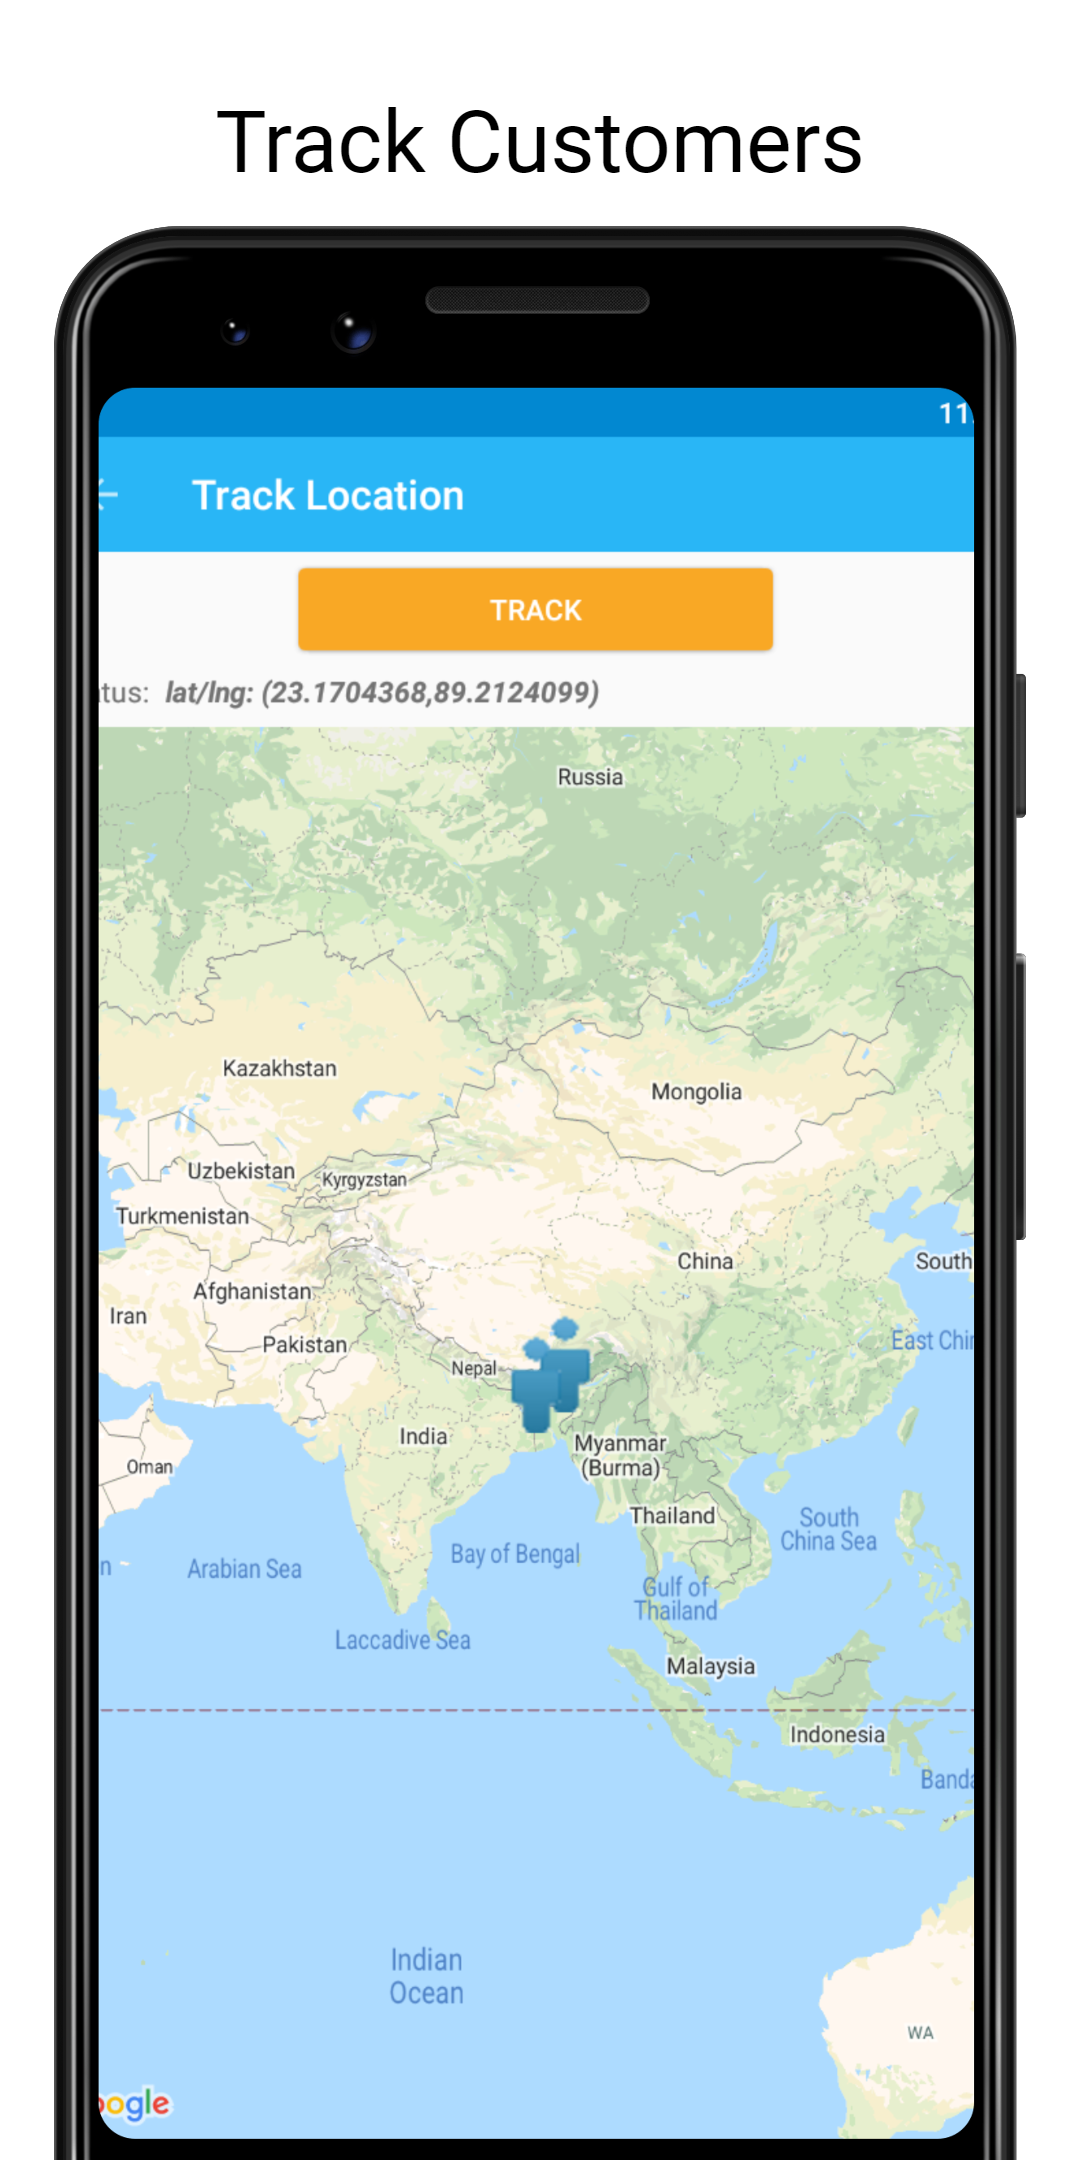 Track Customers
11
Track Location
TRACK
tus: lat/lng: (23.1704368,89.2124099)
Russia
Kazakhstan
Mongolia
Uzbekistan
Kyrgyzstan
Turkmenistan
China
South
Afghanistan
Iran
East Chi
Pakistan
Nepal
India
Myanmar
(Burma)
Oman
Thailand
South
China Sea
Bay of Bengal
n
Arabian Sea
Gulf of
Thailand
Laccadive Sea
Malaysia
Indonesia
Banda
Indian
Ocean
WA
oogle